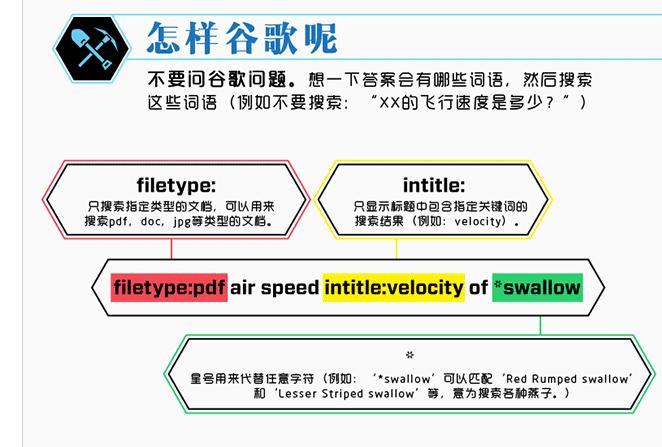 怎样谷歌呢
不要问谷歌问题。想一下答案会有哪些词语，然后搜索
这些词语（例如不要搜索：“XX的飞行速度是多少？”）
filetype:
只搜索指定类型的文档，可以用来
搜索pdf，doc，jpg等类型的文档。
intitle:
只显示标题中包含指定关键词的
搜索结果（例如：velocity）。
filetype:pdf air speed intitle:velocity of *swallow
*
星号用来代替任意字符（例如：‘*swallow’可以匹配‘Red Rumped swallow’
和‘Lesser Striped swallow’等，意为搜索各种燕子。）